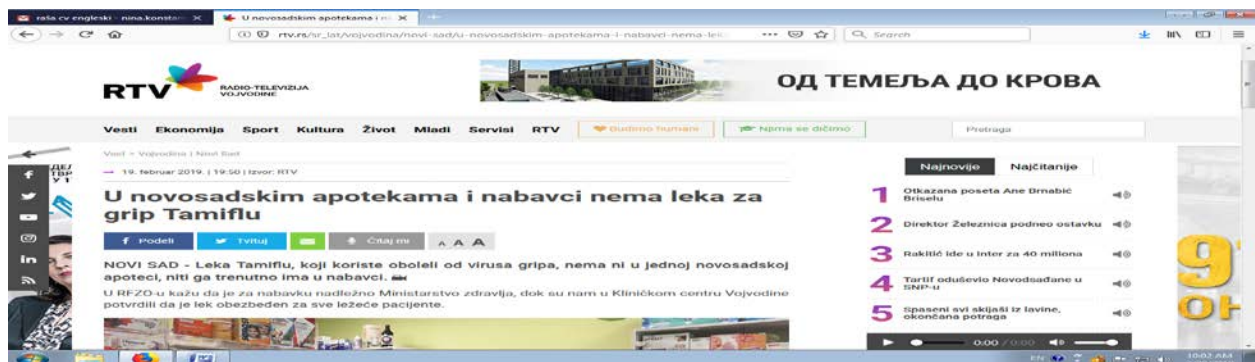 raša cv engleski - nina.konstan
U novosadskim apotekama i n
rtv.rs/sr_lat/vojvodina/novi-sad/u-novosadskim-apotekama-i-nabavci-nema-lek
Search
RTV
RADIO-TELEVIZIJA
VOJVODINE
ОД ТЕМЕЉА ДО КРОВА
Vesti Ekonomija Sport Kultura Život Mladi Servisi RTV Budimo humani Njima se dičimo Pretraga
Vesti > Vojvodina | Novi Sad
19. februar 2019. | 19:50 | Izvor: RTV
U novosadskim apotekama i nabavci nema leka za
grip Tamiflu
Podeli Tvituj Čitaj mi A A A
NOVI SAD - Leka Tamiflu, koji koriste oboleli od virusa gripa, nema ni u jednoj novosadskoj
apoteci, niti ga trenutno ima u nabavci.
U RFZO-u kažu da je za nabavku nadležno Ministarstvo zdravlja, dok su nam u Kliničkom centru Vojvodine
potvrdili da je lek obezbeđen za sve ležeće pacijente.
Najnovije Najčitanije
1 Otkazana poseta Ane Brnabić
Briselu
2 Direktor Železnica podneo ostavku
3 Rakitić ide u Inter za 40 miliona
4 Tartif oduševio Novosađane u
SNP-u
5 Spaseni svi skijaši iz lavine,
okončana potraga
0:00 / 0:00
EN
10:02 AM